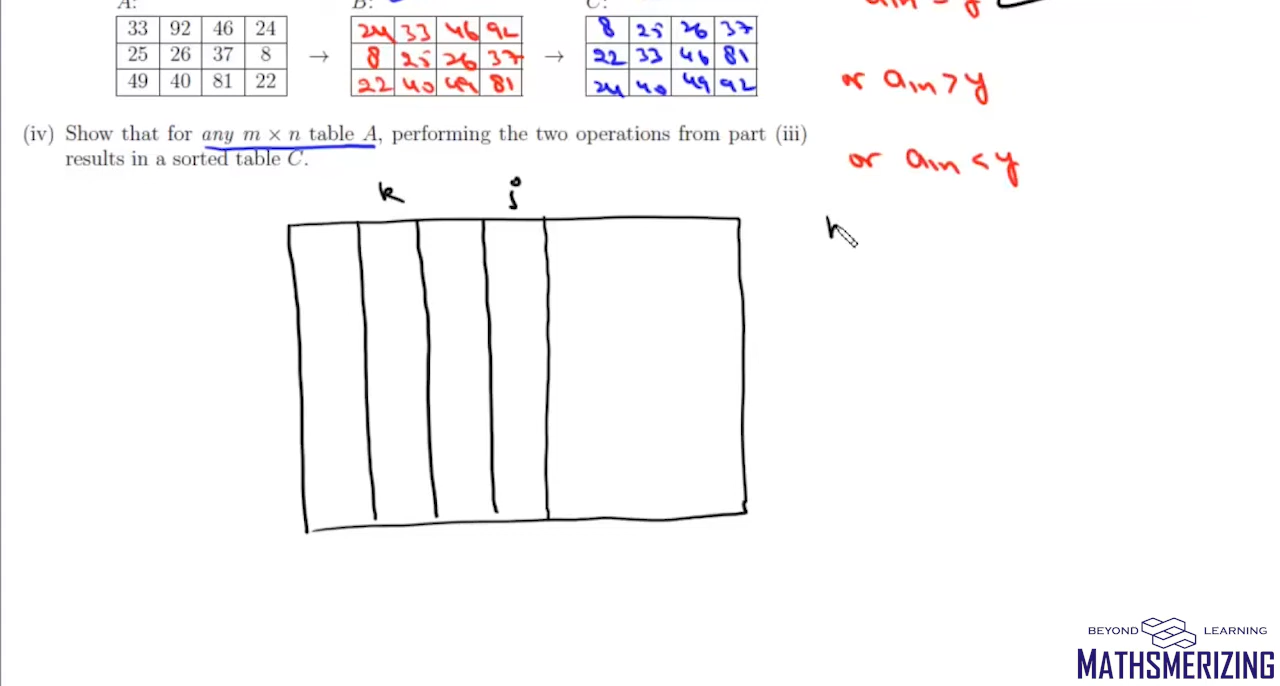 A: B: C:
33 92 46 24
25 26 37 8
49 40 81 22
→
24 33 46 92
8 25 26 37
22 40 49 81
→
8 25 26 37
22 33 46 81
24 40 49 92
a1n = y
or a1n > y
or a1n < y
(iv) Show that for any m × n table A, performing the two operations from part (iii)
results in a sorted table C.
k j
BEYOND LEARNING
MATHSMERIZING